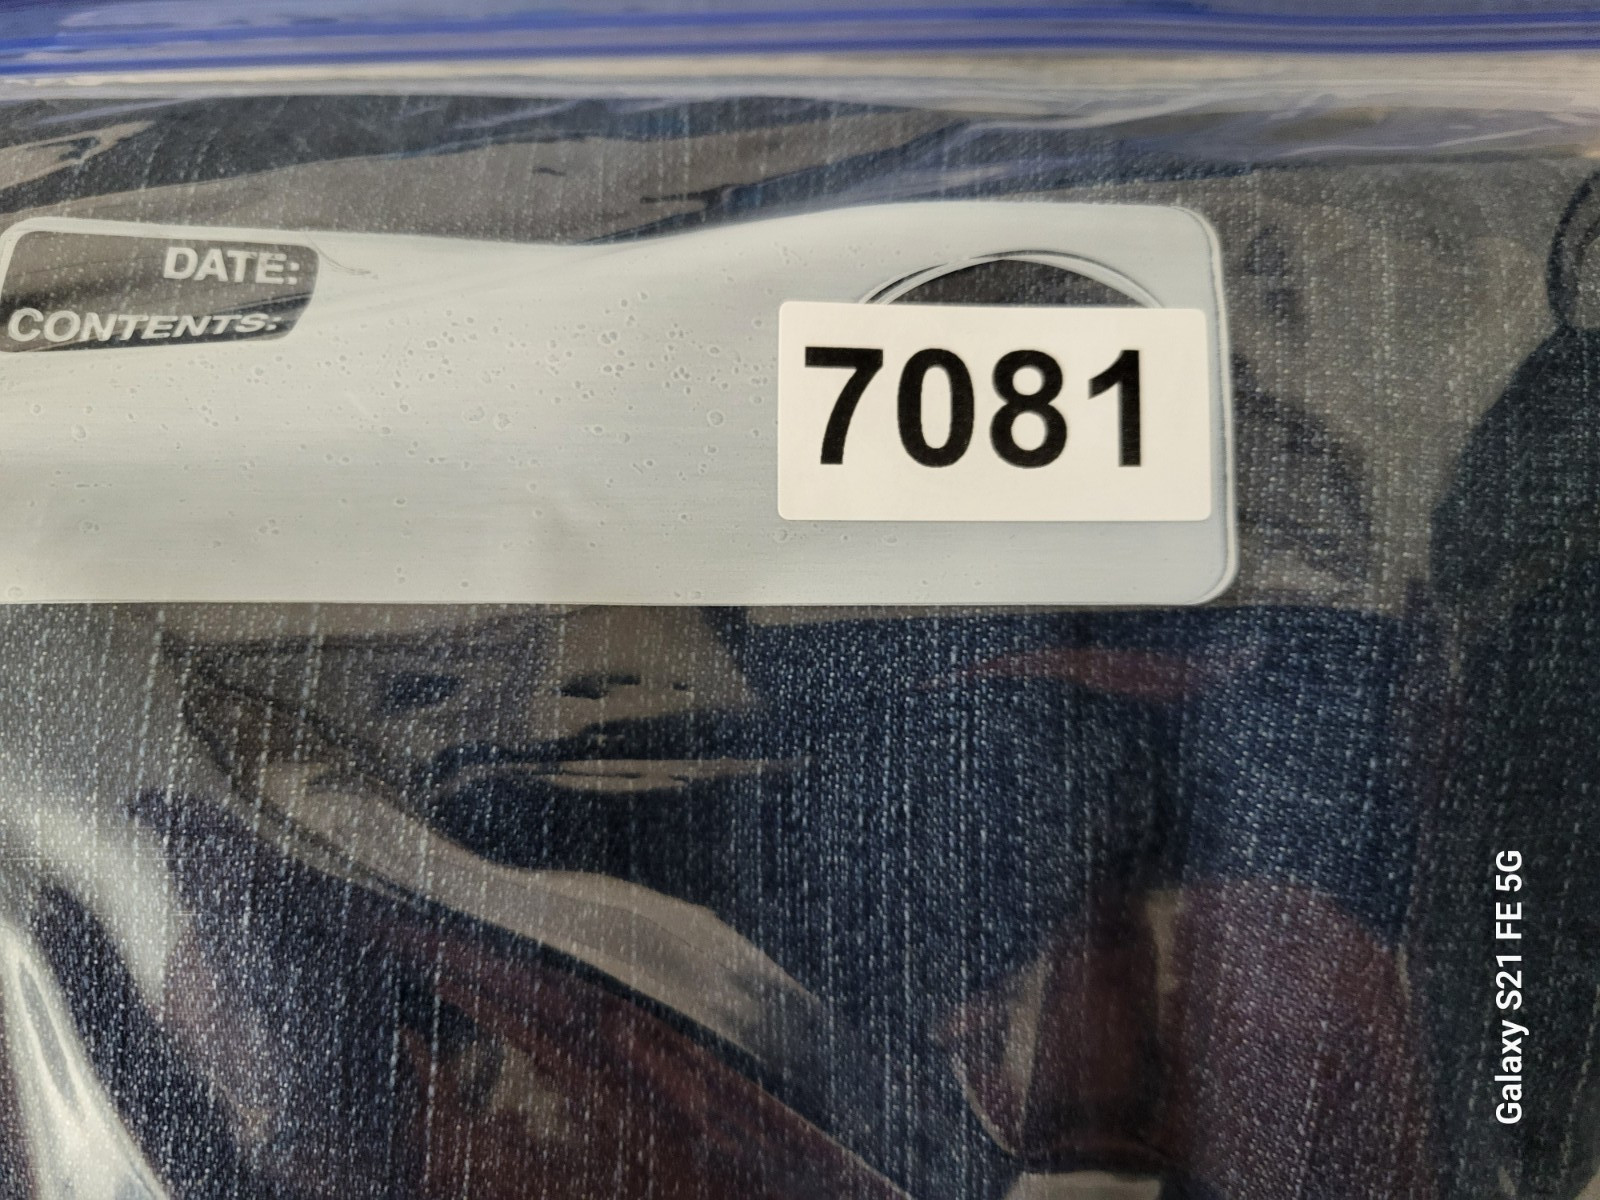 DATE:
CONTENTS:
7081
Galaxy S21 FE 5G